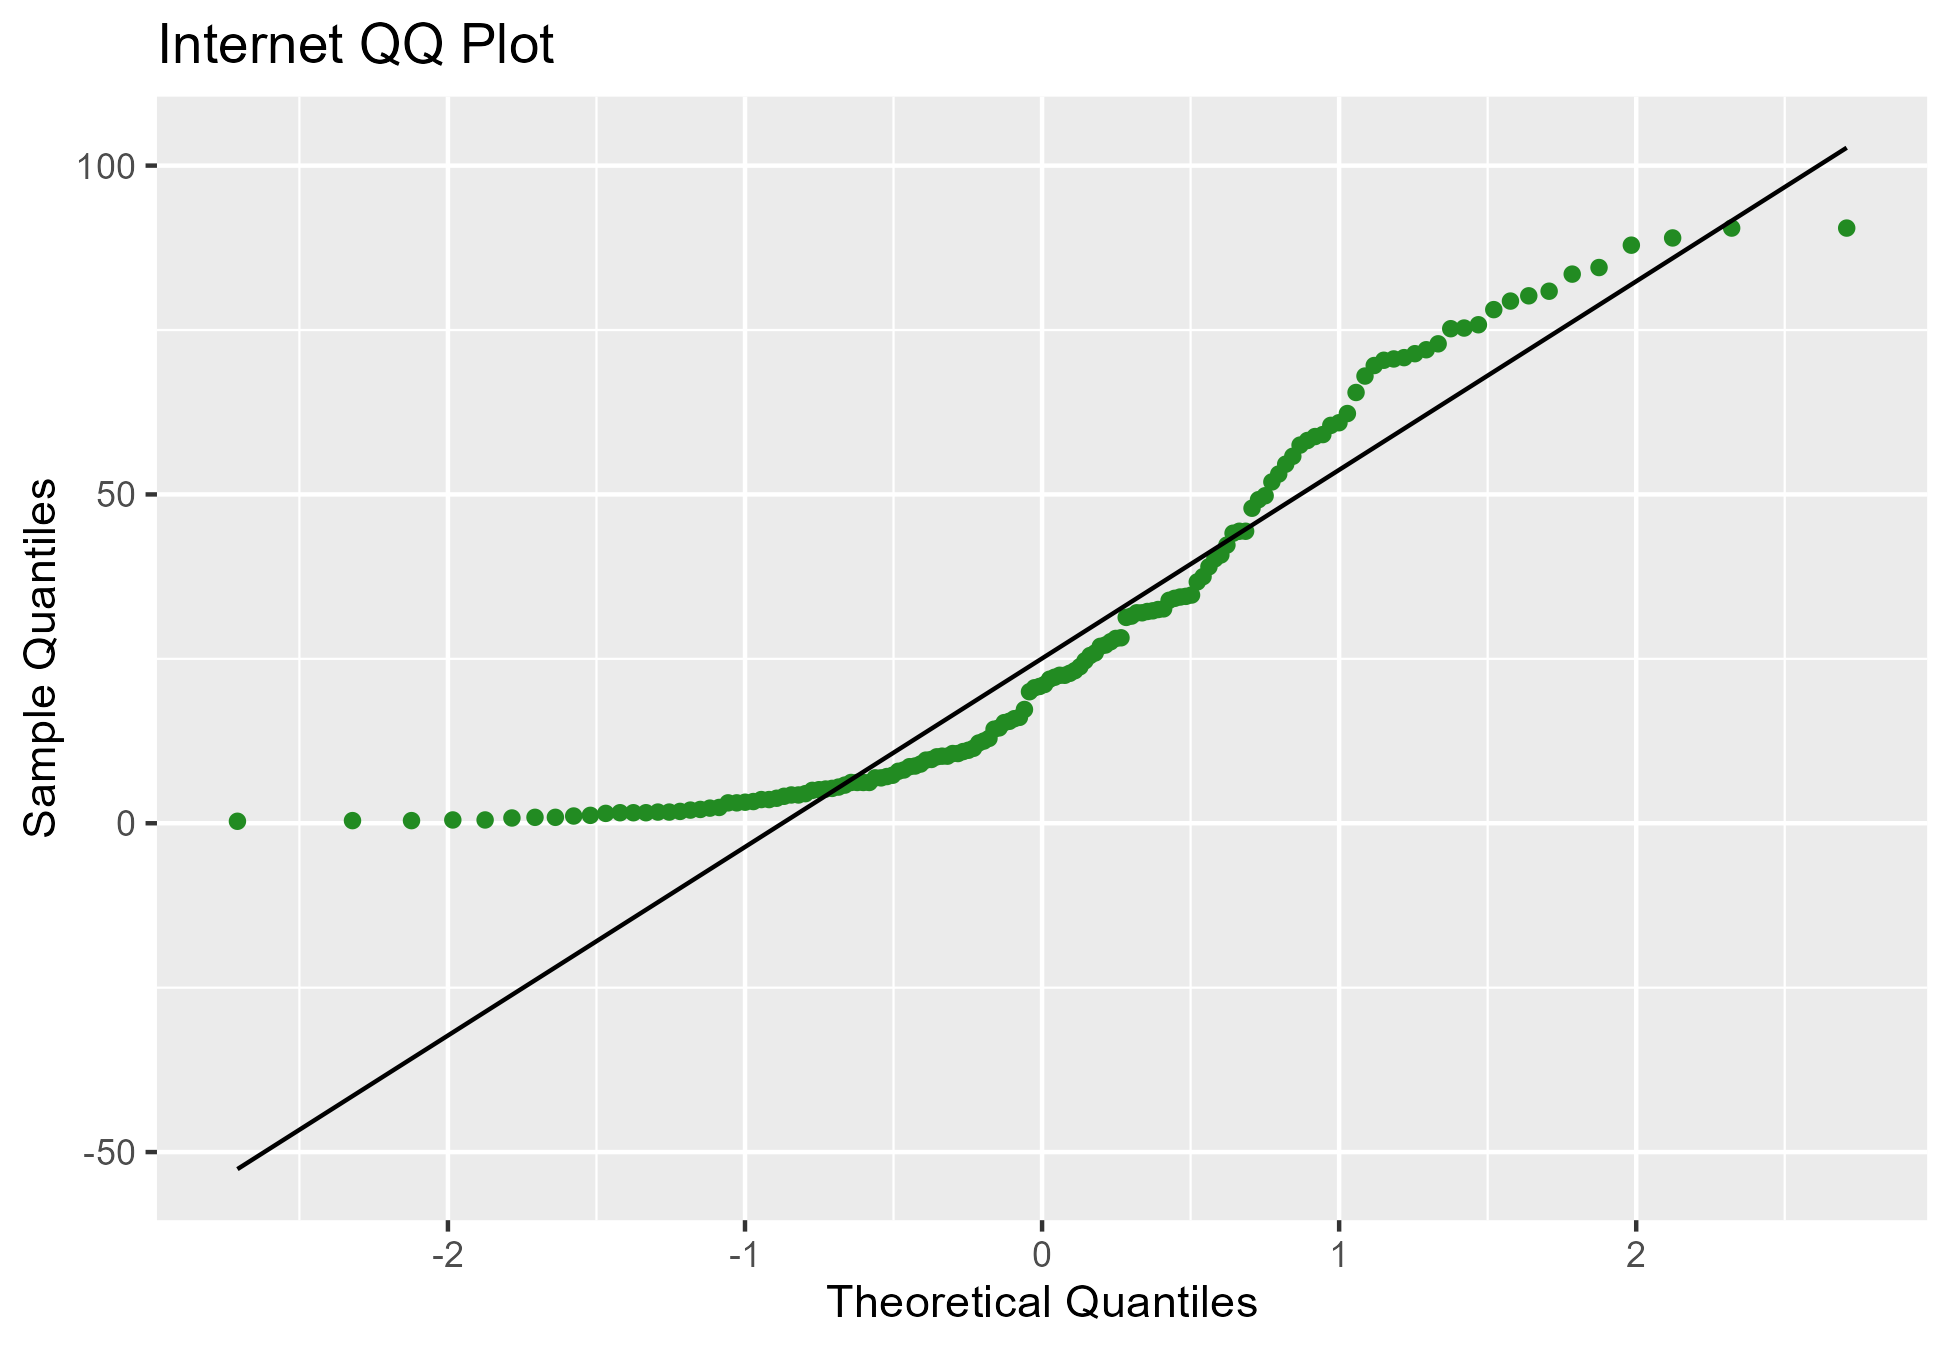 Internet QQ Plot
100
50
0
-50
Sample Quantiles
-2 -1 0 1 2
Theoretical Quantiles